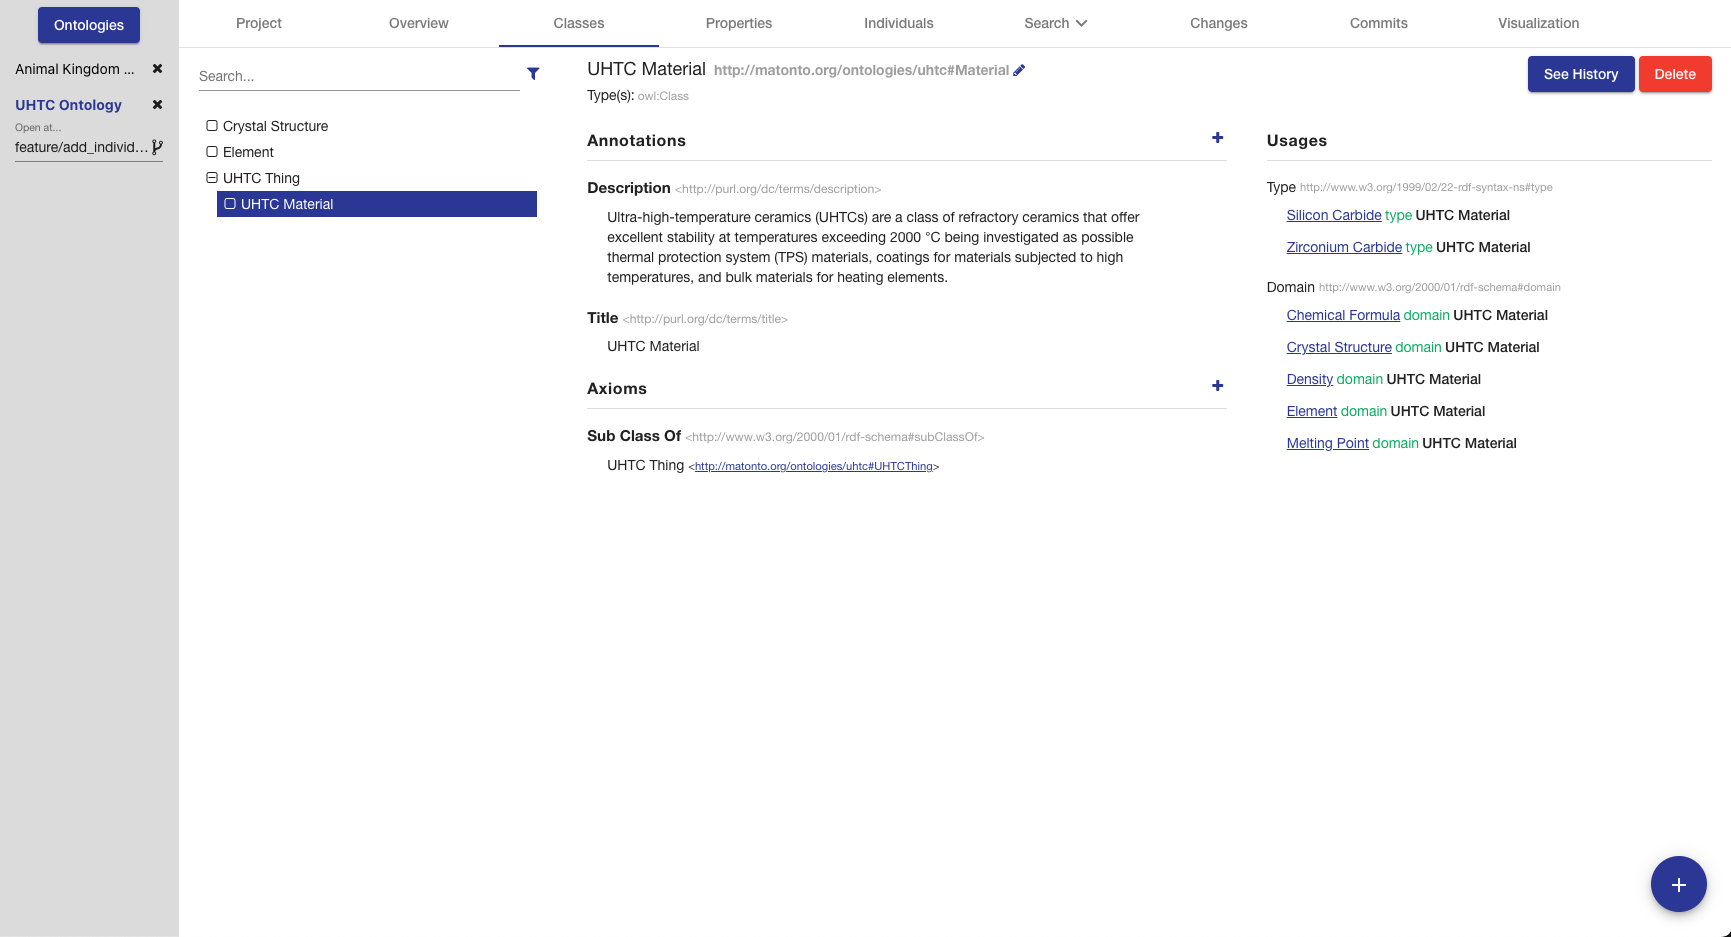 Ontologies
Animal Kingdom ...
UHTC Ontology
Open at...
feature/add_individ...
Project
Overview
Classes
Properties
Individuals
Search
Changes
Commits
Visualization
Search...
Crystal Structure
Element
UHTC Thing
UHTC Material
UHTC Material http://matonto.org/ontologies/uhtc#Material
Type(s): owl:Class
See History
Delete
Annotations
Description <http://purl.org/dc/terms/description>
Ultra-high-temperature ceramics (UHTCs) are a class of refractory ceramics that offer
excellent stability at temperatures exceeding 2000 °C being investigated as possible
thermal protection system (TPS) materials, coatings for materials subjected to high
temperatures, and bulk materials for heating elements.
Title <http://purl.org/dc/terms/title>
UHTC Material
Axioms
Sub Class Of <http://www.w3.org/2000/01/rdf-schema#subClassOf>
UHTC Thing <http://matonto.org/ontologies/uhtc#UHTCThing>
Usages
Type http://www.w3.org/1999/02/22-rdf-syntax-ns#type
Silicon Carbide type UHTC Material
Zirconium Carbide type UHTC Material
Domain http://www.w3.org/2000/01/rdf-schema#domain
Chemical Formula domain UHTC Material
Crystal Structure domain UHTC Material
Density domain UHTC Material
Element domain UHTC Material
Melting Point domain UHTC Material